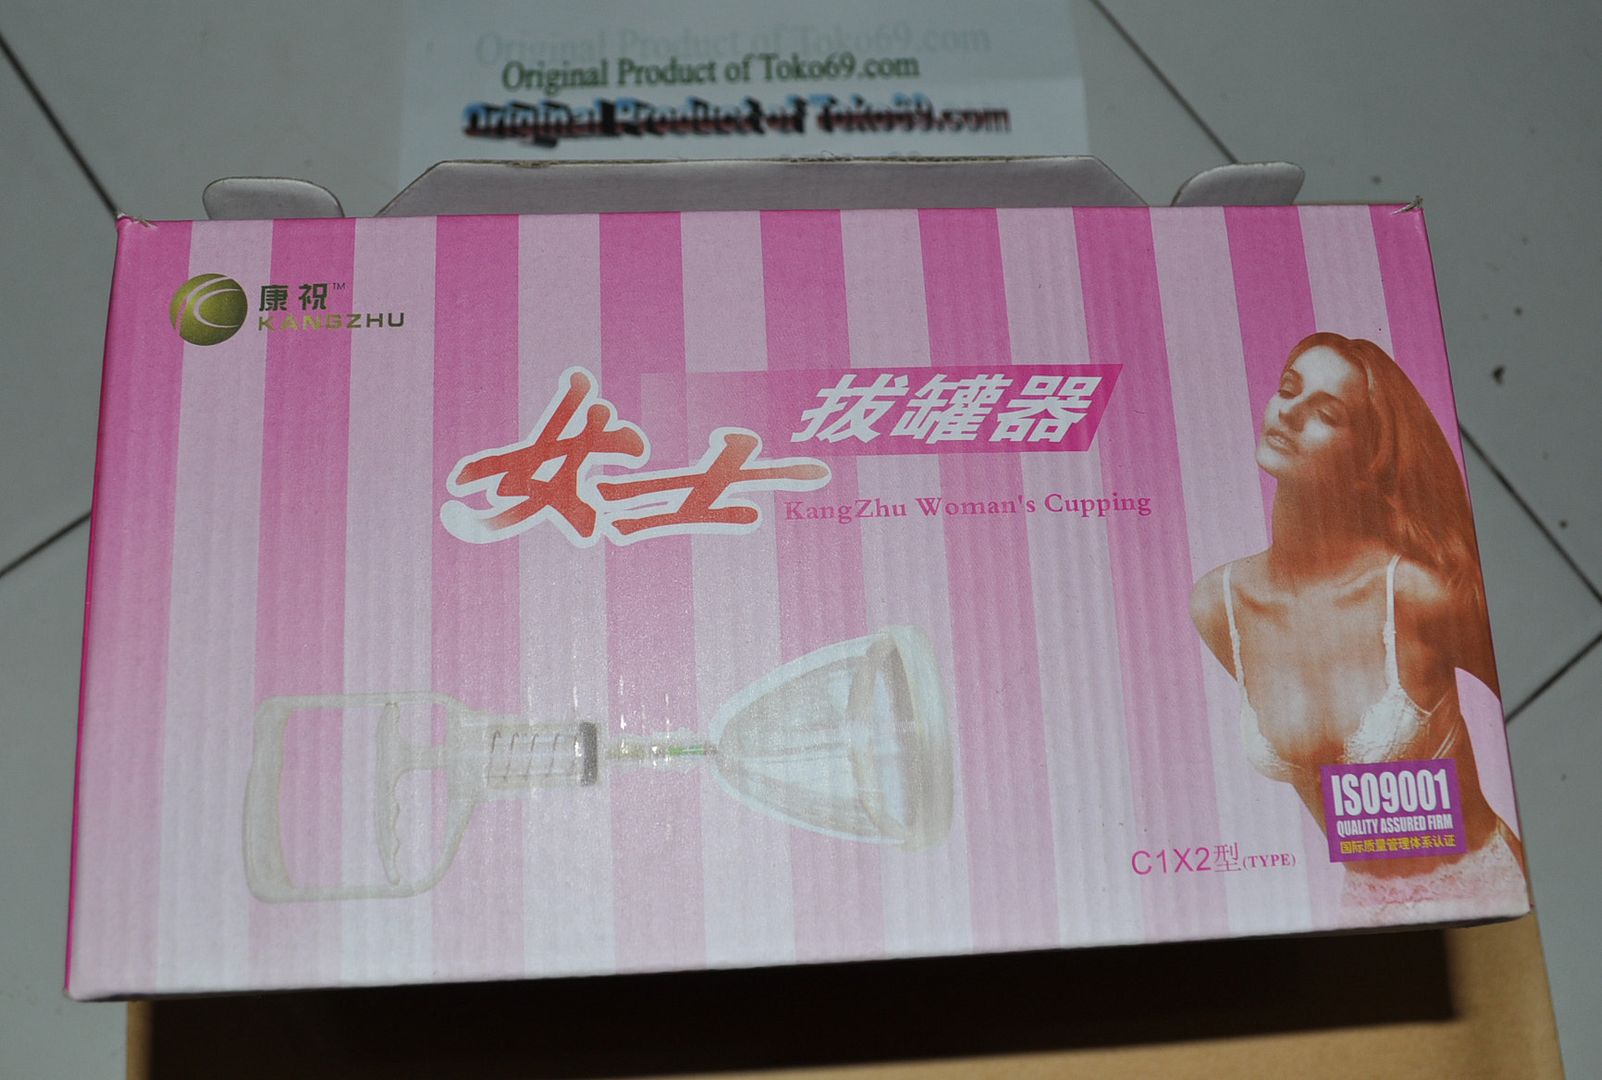 Original Product of Toko69.com
Original Product of Toko69.com
Original Product of Toko69.com
康祝™
KANGZHU
女士拔罐器
KangZhu Woman's Cupping
ISO9001
QUALITY ASSURED FIRM
国际质量管理体系认证
C1X2型(TYPE)